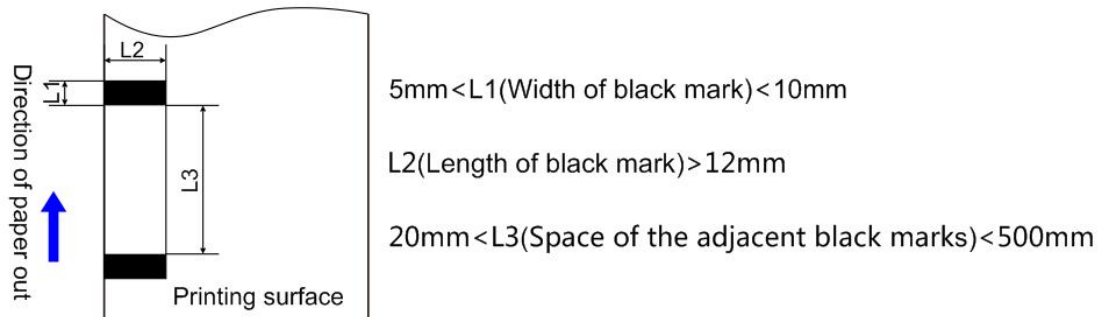 L2
L1
Direction of paper out
L3
Printing surface
5mm<L1(Width of black mark)<10mm
L2(Length of black mark)>12mm
20mm<L3(Space of the adjacent black marks)<500mm